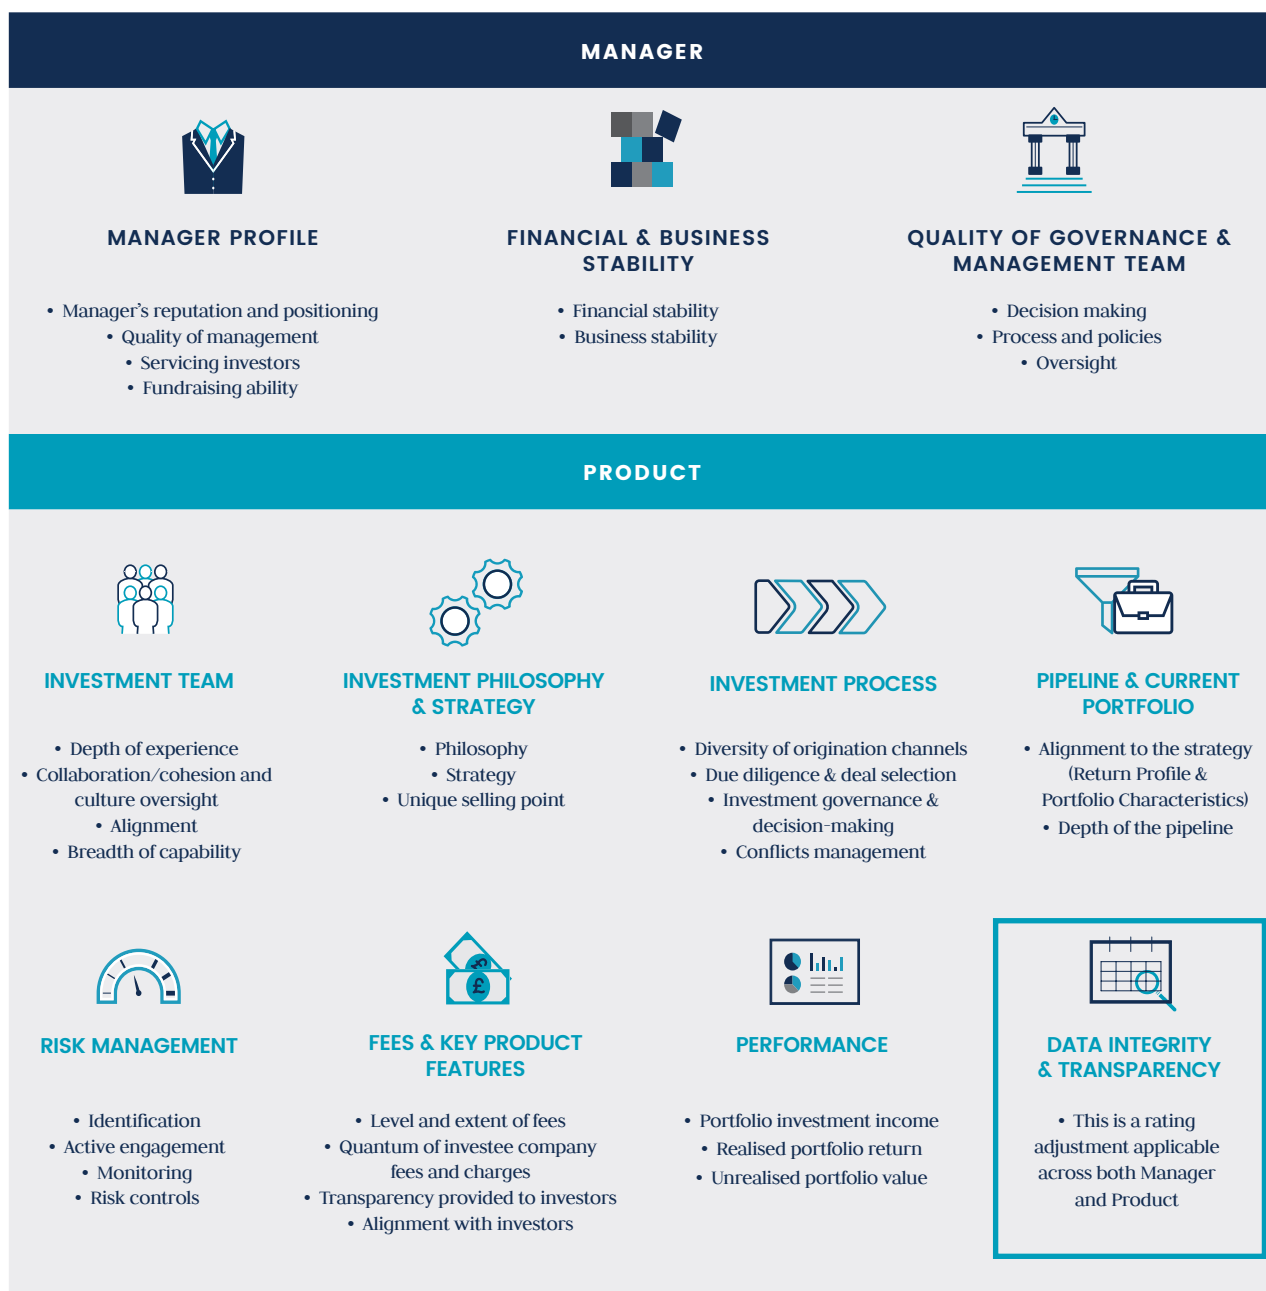 MANAGER
MANAGER PROFILE
• Manager’s reputation and positioning
• Quality of management
• Servicing investors
• Fundraising ability
FINANCIAL & BUSINESS
STABILITY
• Financial stability
• Business stability
QUALITY OF GOVERNANCE &
MANAGEMENT TEAM
• Decision making
• Process and policies
• Oversight
PRODUCT
INVESTMENT TEAM
• Depth of experience
• Collaboration/cohesion and
culture oversight
• Alignment
• Breadth of capability
INVESTMENT PHILOSOPHY
& STRATEGY
• Philosophy
• Strategy
• Unique selling point
INVESTMENT PROCESS
• Diversity of origination channels
• Due diligence & deal selection
• Investment governance &
decision-making
• Conflicts management
PIPELINE & CURRENT
PORTFOLIO
• Alignment to the strategy
(Return Profile &
Portfolio Characteristics)
• Depth of the pipeline
RISK MANAGEMENT
• Identification
• Active engagement
• Monitoring
• Risk controls
£
£
FEES & KEY PRODUCT
FEATURES
• Level and extent of fees
• Quantum of investee company
fees and charges
• Transparency provided to investors
• Alignment with investors
PERFORMANCE
• Portfolio investment income
• Realised portfolio return
• Unrealised portfolio value
DATA INTEGRITY
& TRANSPARENCY
• This is a rating
adjustment applicable
across both Manager
and Product